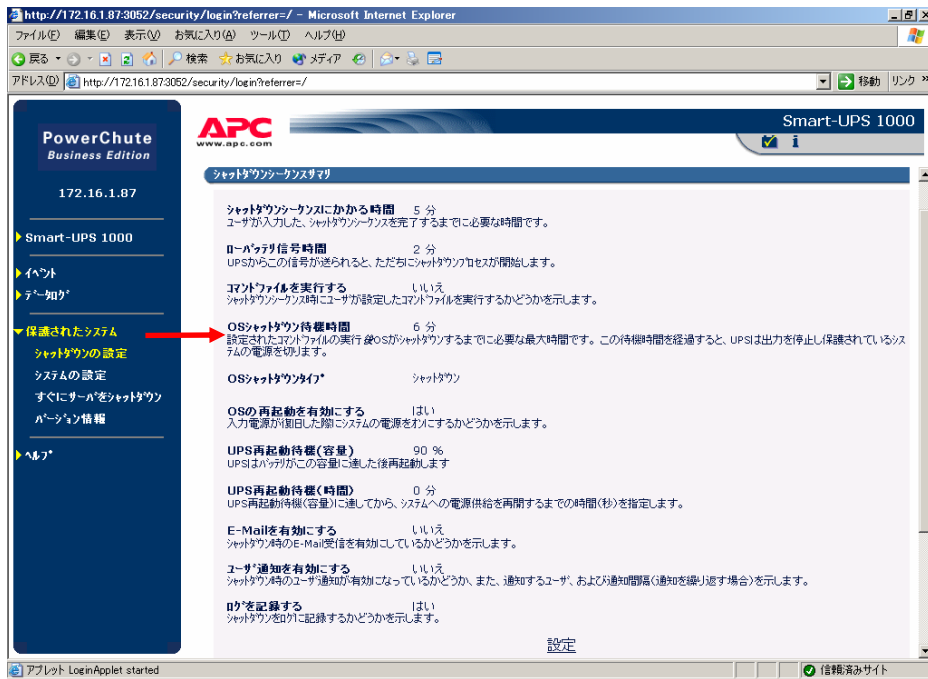 http://172.16.1.87:3052/security/login?referrer=/ - Microsoft Internet Explorer
ファイル(F) 編集(E) 表示(V) お気に入り(A) ツール(T) ヘルプ(H)
戻る 検索 お気に入り メディア
アドレス(D) http://172.16.1.87:3052/security/login?referrer=/ 移動 リンク »
PowerChute
Business Edition
172.16.1.87
Smart-UPS 1000
イベント
データログ
保護されたシステム
シャットダウンの設定
システムの設定
すぐにサーバをシャットダウン
バージョン情報
ヘルプ
APC
www.apc.com
Smart-UPS 1000
シャットダウンシーケンスサマリ
シャットダウンシーケンスにかかる時間 5 分
ユーザが入力した、シャットダウンシーケンスを完了するまでに必要な時間です。
ローバッテリ信号時間 2 分
UPSからこの信号が送られると、ただちにシャットダウンプロセスが開始します。
コマンドファイルを実行する いいえ
シャットダウンシーケンス時にユーザが設定したコマンドファイルを実行するかどうかを示します。
OSシャットダウン待機時間 6 分
設定されたコマンドファイルの実行後OSがシャットダウンするまでに必要な最大時間です。この待機時間を経過すると、UPSは出力を停止し保護されているシス
テムの電源を切ります。
OSシャットダウンタイプ シャットダウン
OSの再起動を有効にする はい
入力電源が復旧した際にシステムの電源をオンにするかどうかを示します。
UPS再起動待機(容量) 90 %
UPSはバッテリがこの容量に達した後再起動します
UPS再起動待機(時間) 0 分
UPS再起動待機(容量)に達してから、システムへの電源供給を再開するまでの時間(秒)を指定します。
E-Mailを有効にする いいえ
シャットダウン時のE-Mail受信を有効にしているかどうかを示します。
ユーザ通知を有効にする いいえ
シャットダウン時のユーザ通知が有効になっているかどうか、また、通知するユーザ、および通知間隔(通知を繰り返す場合)を示します。
ログを記録する はい
シャットダウンをログに記録するかどうかを示します。
設定
アプレット LoginApplet started 信頼済みサイト